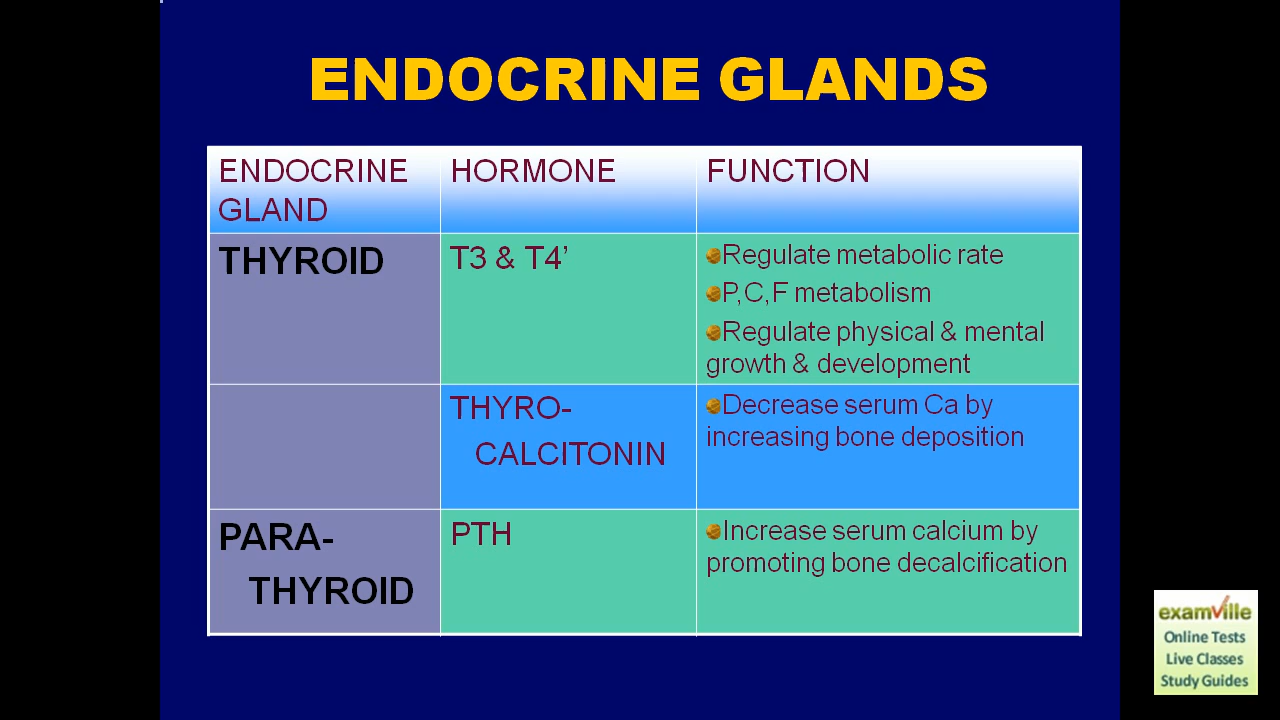 ENDOCRINE GLANDS
ENDOCRINE
GLAND
HORMONE
FUNCTION
THYROID
T3 & T4’
Regulate metabolic rate
P,C,F metabolism
Regulate physical & mental
growth & development
THYRO-
CALCITONIN
Decrease serum Ca by
increasing bone deposition
PARA-
THYROID
PTH
Increase serum calcium by
promoting bone decalcification
examville
Online Tests
Live Classes
Study Guides